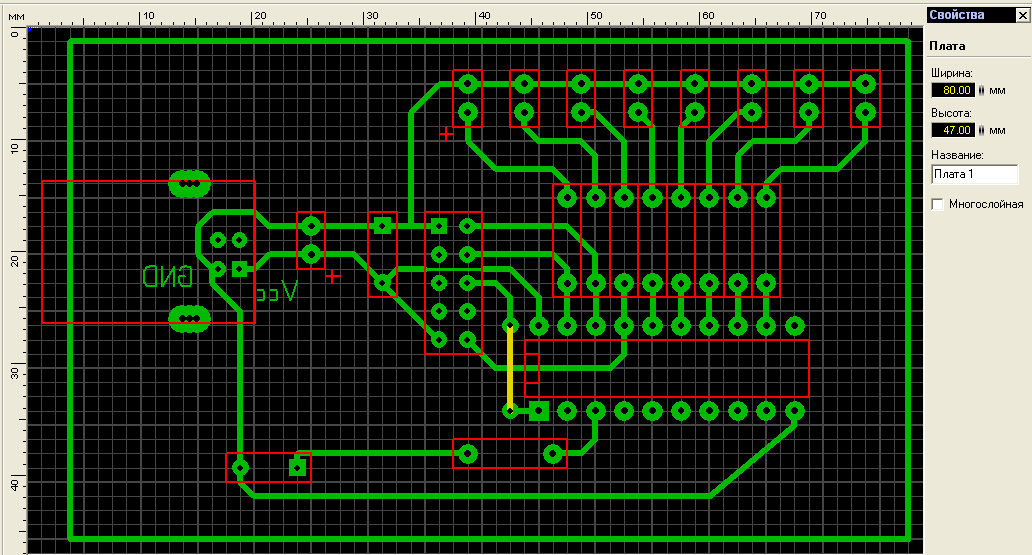 мм
10 20 30 40 50 60 70
0
10
20
30
40
GND
Vcc
Свойства
Плата
Ширина:
80.00 мм
Высота:
47.00 мм
Название:
Плата 1
Многослойная